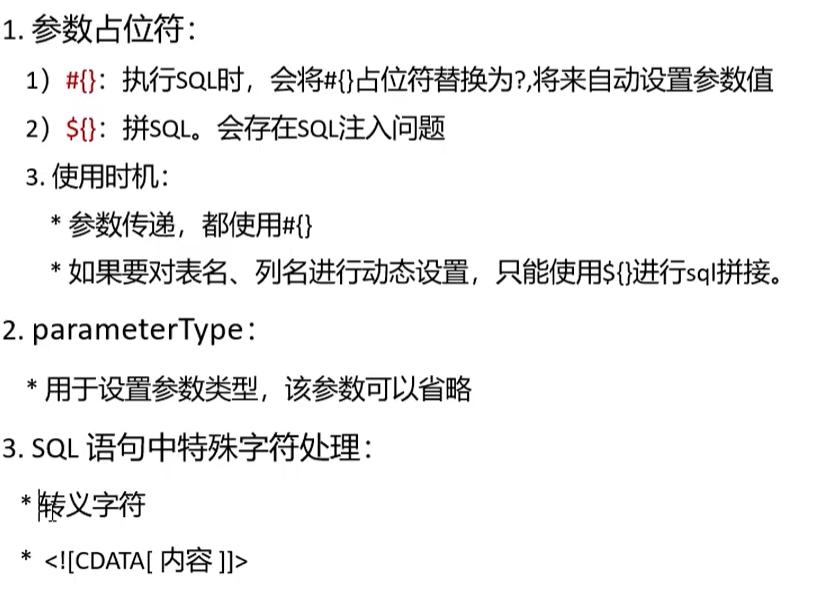 1. 参数占位符：
1）#{}：执行SQL时，会将#{}占位符替换为?,将来自动设置参数值
2）${}：拼SQL。会存在SQL注入问题
3. 使用时机：
* 参数传递，都使用#{}
* 如果要对表名、列名进行动态设置，只能使用${}进行sql拼接。
2. parameterType：
* 用于设置参数类型，该参数可以省略
3. SQL 语句中特殊字符处理：
* 转义字符
* <![CDATA[ 内容 ]]>